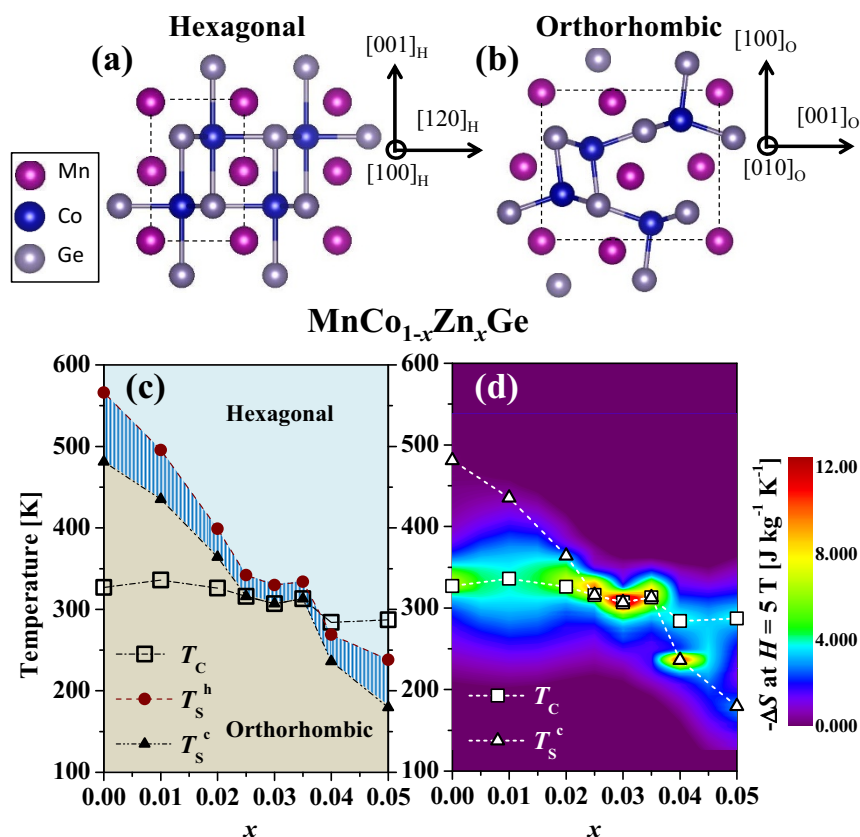 Hexagonal
Orthorhombic
(a)
[001]H
[120]H
[100]H
(b)
[100]O
[001]O
[010]O
Mn
Co
Ge
MnCo1-xZnxGe
(c)
Hexagonal
Orthorhombic
TC
TSh
TSc
Temperature [K]
600
500
400
300
200
100
0.00 0.01 0.02 0.03 0.04 0.05
x
(d)
TC
TSc
600
500
400
300
200
100
0.00 0.01 0.02 0.03 0.04 0.05
x
12.00
8.000
4.000
0.000
-ΔS at H = 5 T [J kg-1 K-1]